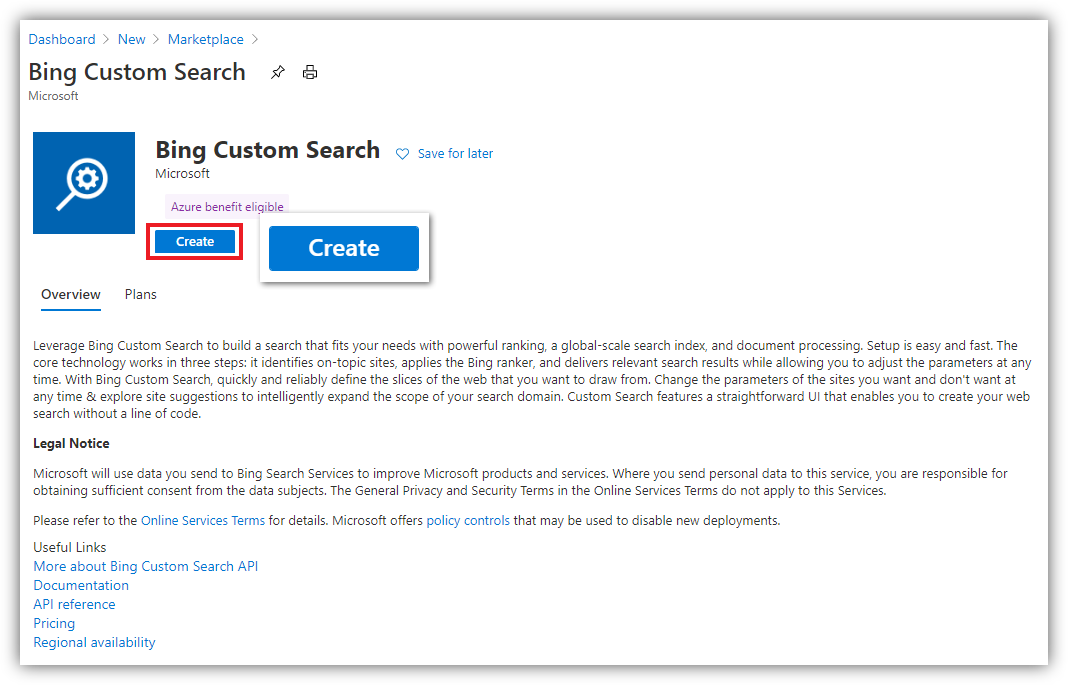 Dashboard > New > Marketplace >
Bing Custom Search
Microsoft
Bing Custom Search
Save for later
Microsoft
Azure benefit eligible
Create
Create
Overview
Plans
Leverage Bing Custom Search to build a search that fits your needs with powerful ranking, a global-scale search index, and document processing. Setup is easy and fast. The
core technology works in three steps: it identifies on-topic sites, applies the Bing ranker, and delivers relevant search results while allowing you to adjust the parameters at any
time. With Bing Custom Search, quickly and reliably define the slices of the web that you want to draw from. Change the parameters of the sites you want and don't want at
any time & explore site suggestions to intelligently expand the scope of your search domain. Custom Search features a straightforward UI that enables you to create your web
search without a line of code.
Legal Notice
Microsoft will use data you send to Bing Search Services to improve Microsoft products and services. Where you send personal data to this service, you are responsible for
obtaining sufficient consent from the data subjects. The General Privacy and Security Terms in the Online Services Terms do not apply to this Services.
Please refer to the Online Services Terms for details. Microsoft offers policy controls that may be used to disable new deployments.
Useful Links
More about Bing Custom Search API
Documentation
API reference
Pricing
Regional availability